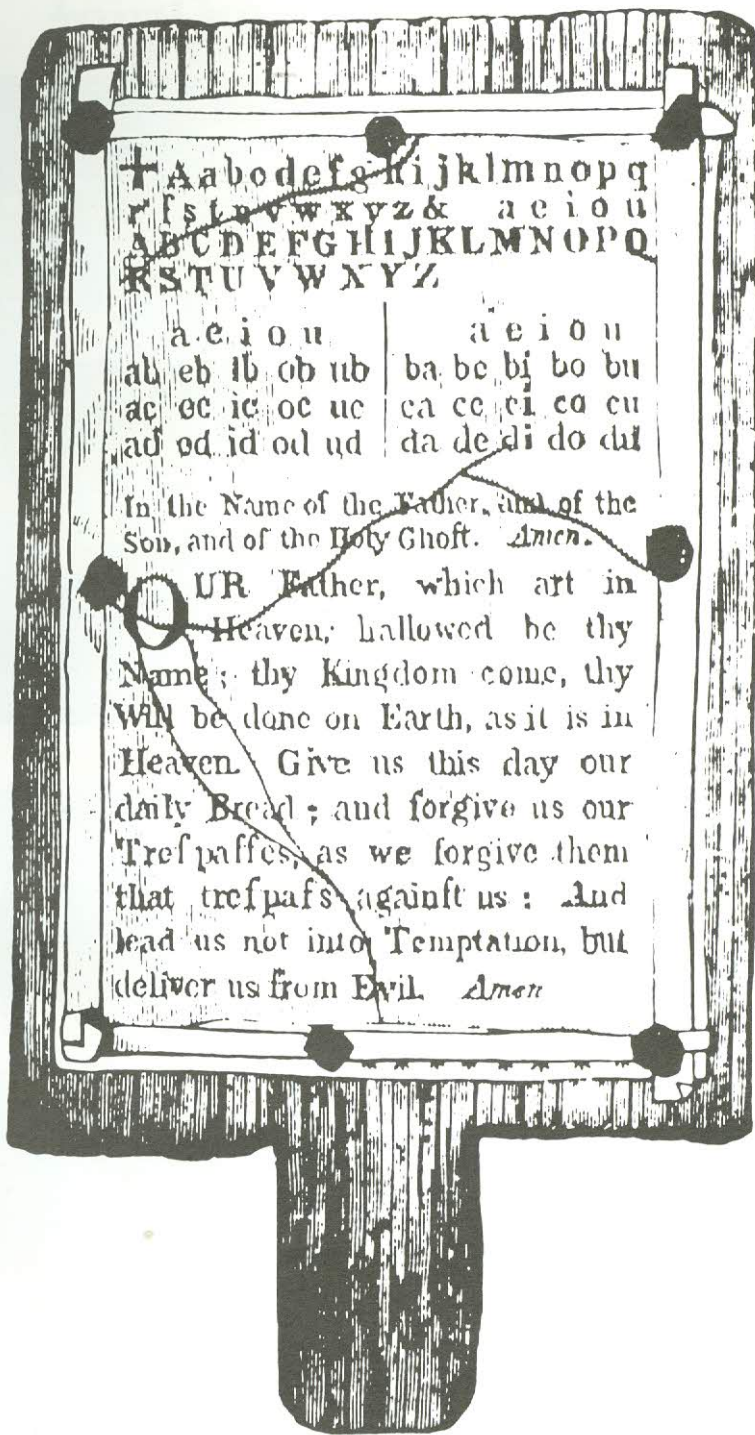 ✝Aabcdefghijklmnopq
rſstuvwxyz& aeiou
ABCDEFGHIJKLMNOPQ
RSTUVWXYZ
a e i o u | a e i o u
ab eb ib ob ub | ba be bi bo bu
ac ec ic oc uc | ca ce ci co cu
ad ed id od ud | da de di do du
In the Name of the Father, and of the
Son, and of the Holy Ghoſt. Amen.
OUR Father, which art in
Heaven, hallowed be thy
Name; thy Kingdom come, thy
Will be done on Earth, as it is in
Heaven. Give us this day our
daily Bread; and forgive us our
Treſpaſſes, as we forgive them
that treſpaſs againſt us: And
lead us not into Temptation, but
deliver us from Evil. Amen